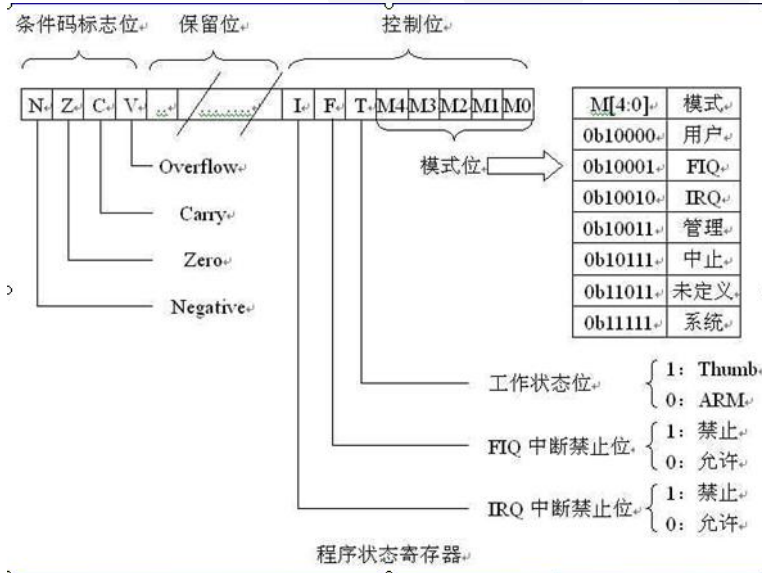 条件码标志位 保留位 控制位
N Z C V .. ... .... I F T M4 M3 M2 M1 M0
M[4:0] 模式
0b10000 用户
0b10001 FIQ
0b10010 IRQ
0b10011 管理
0b10111 中止
0b11011 未定义
0b11111 系统
模式位
Overflow
Carry
Zero
Negative
工作状态位
1：Thumb
0：ARM
FIQ 中断禁止位
1：禁止
0：允许
IRQ 中断禁止位
1：禁止
0：允许
程序状态寄存器